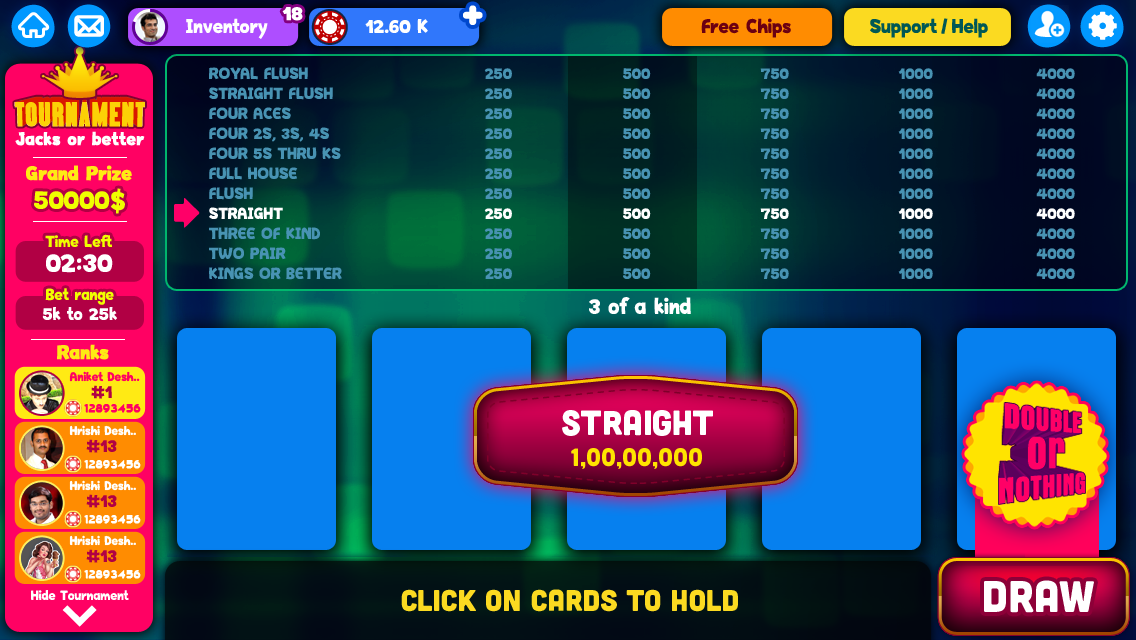 Inventory
18
12.60 K
Free Chips
Support / Help
TOURNAMENT
Jacks or better
Grand Prize
50000$
Time Left
02:30
Bet range
5k to 25k
Ranks
Aniket Desh..
#1
12893456
Hrishi Desh..
#13
12893456
Hrishi Desh..
#13
12893456
Hrishi Desh..
#13
12893456
Hide Tournament
ROYAL FLUSH 250 500 750 1000 4000
STRAIGHT FLUSH 250 500 750 1000 4000
FOUR ACES 250 500 750 1000 4000
FOUR 2S, 3S, 4S 250 500 750 1000 4000
FOUR 5S THRU KS 250 500 750 1000 4000
FULL HOUSE 250 500 750 1000 4000
FLUSH 250 500 750 1000 4000
STRAIGHT 250 500 750 1000 4000
THREE OF KIND 250 500 750 1000 4000
TWO PAIR 250 500 750 1000 4000
KINGS OR BETTER 250 500 750 1000 4000
3 of a kind
STRAIGHT
1,00,00,000
DOUBLE
OR
NOTHING
CLICK ON CARDS TO HOLD
DRAW